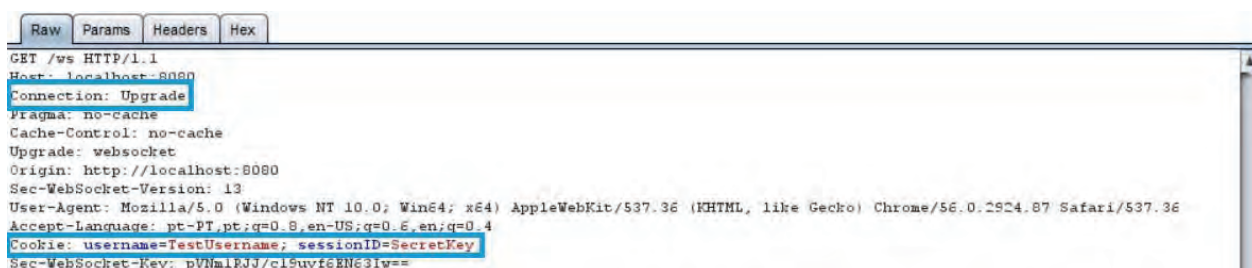 Raw Params Headers Hex
GET /ws HTTP/1.1
Host: localhost:8080
Connection: Upgrade
Pragma: no-cache
Cache-Control: no-cache
Upgrade: websocket
Origin: http://localhost:8080
Sec-WebSocket-Version: 13
User-Agent: Mozilla/5.0 (Windows NT 10.0; Win64; x64) AppleWebKit/537.36 (KHTML, like Gecko) Chrome/56.0.2924.87 Safari/537.36
Accept-Language: pt-PT,pt;q=0.8,en-US;q=0.6,en;q=0.4
Cookie: username=TestUsername; sessionID=SecretKey
Sec-WebSocket-Key: